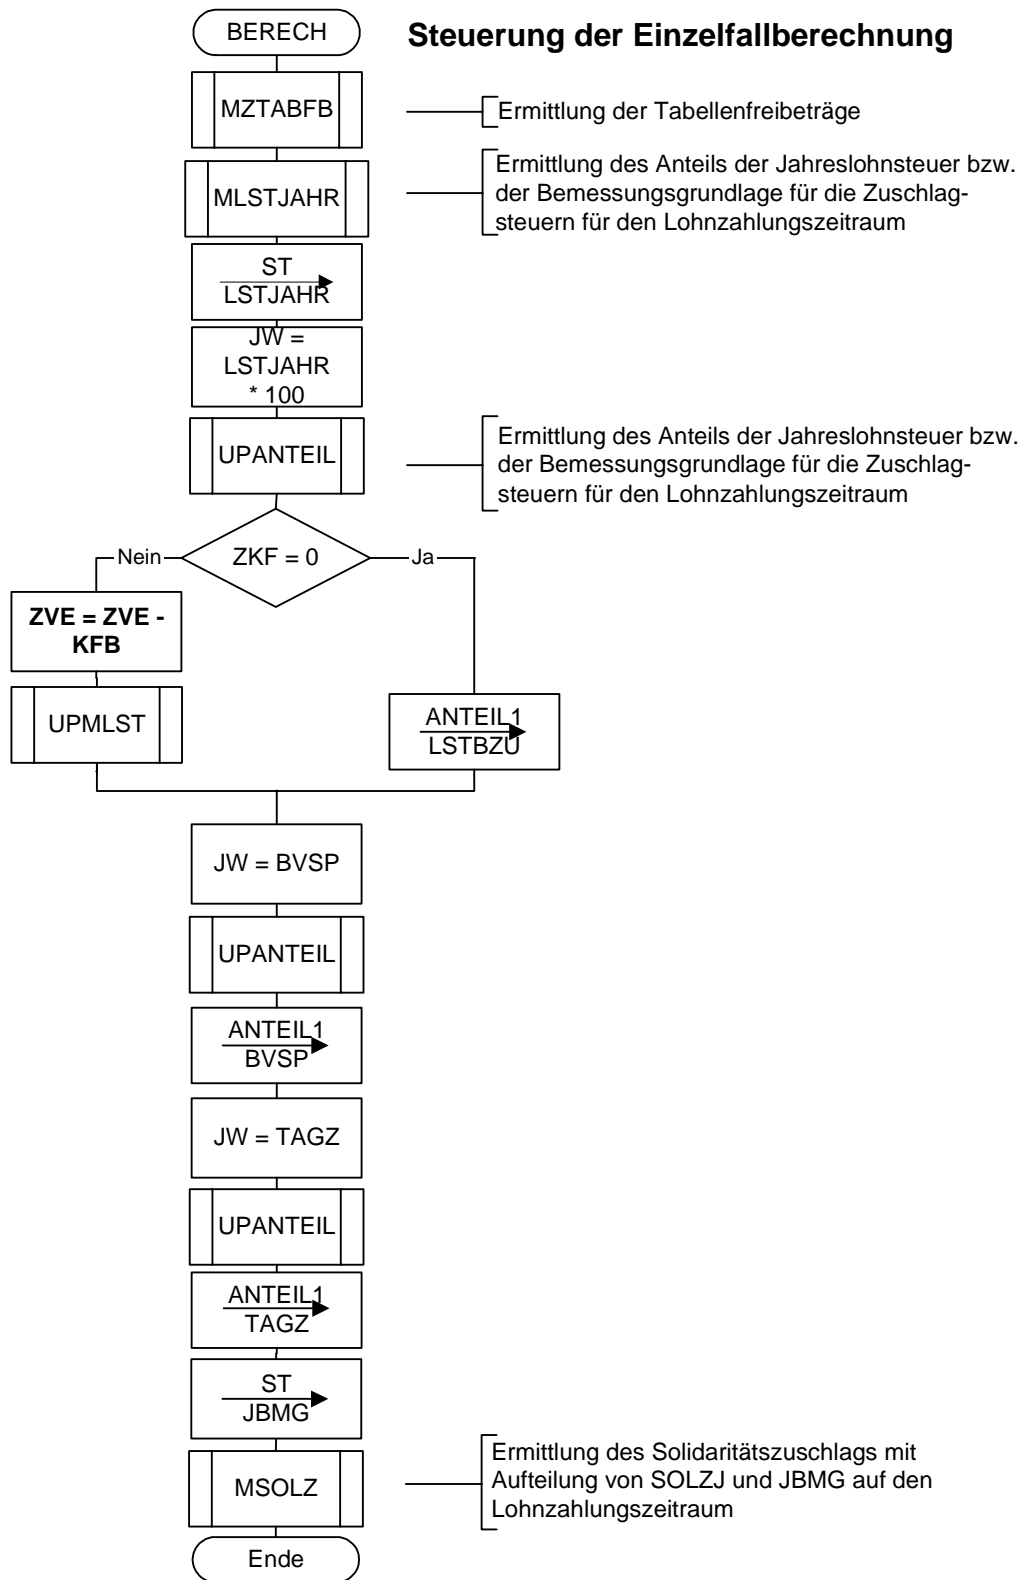 BERECH
Steuerung der Einzelfallberechnung
MZTABFB
Ermittlung der Tabellenfreibeträge
MLSTJAHR
Ermittlung des Anteils der Jahreslohnsteuer bzw.
der Bemessungsgrundlage für die Zuschlag-
steuern für den Lohnzahlungszeitraum
ST
LSTJAHR
JW =
LSTJAHR
* 100
UPANTEIL
Ermittlung des Anteils der Jahreslohnsteuer bzw.
der Bemessungsgrundlage für die Zuschlag-
steuern für den Lohnzahlungszeitraum
Nein
ZKF = 0
Ja
ZVE = ZVE -
KFB
UPMLST
ANTEIL1
LSTBZU
JW = BVSP
UPANTEIL
ANTEIL1
BVSP
JW = TAGZ
UPANTEIL
ANTEIL1
TAGZ
ST
JBMG
MSOLZ
Ermittlung des Solidaritätszuschlags mit
Aufteilung von SOLZJ und JBMG auf den
Lohnzahlungszeitraum
Ende